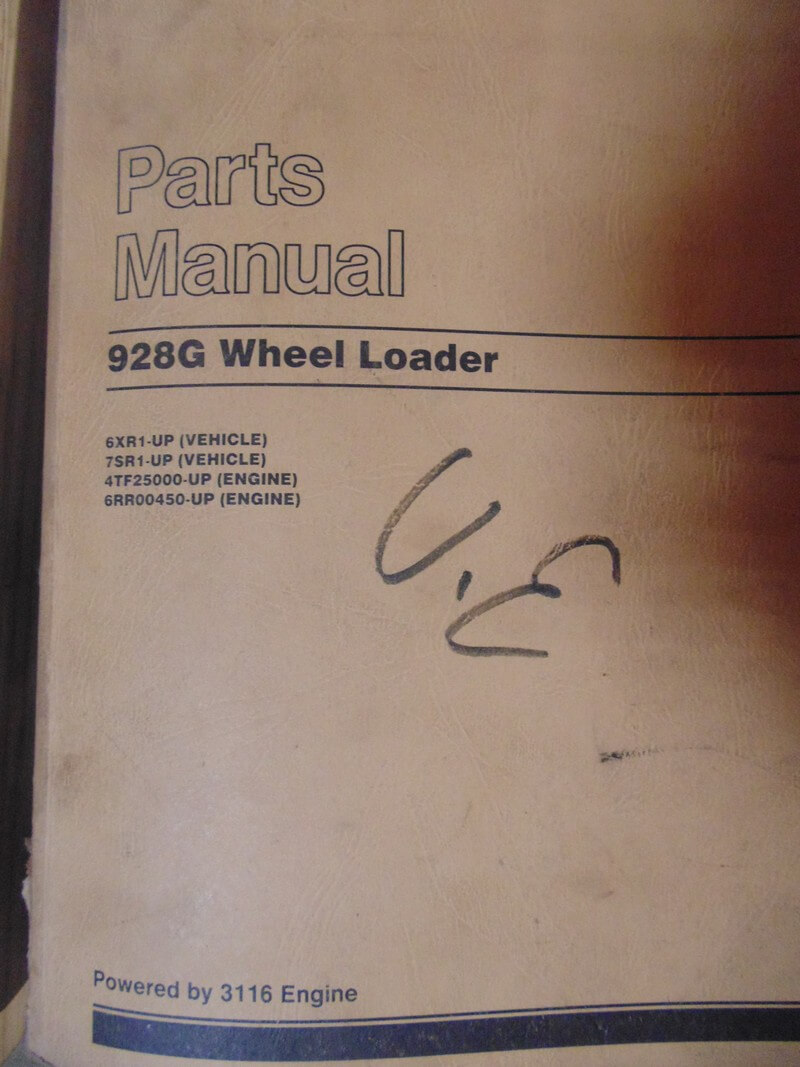 Parts
Manual
928G Wheel Loader
6XR1-UP (VEHICLE)
7SR1-UP (VEHICLE)
4TF25000-UP (ENGINE)
6RR00450-UP (ENGINE)
U.E
Powered by 3116 Engine